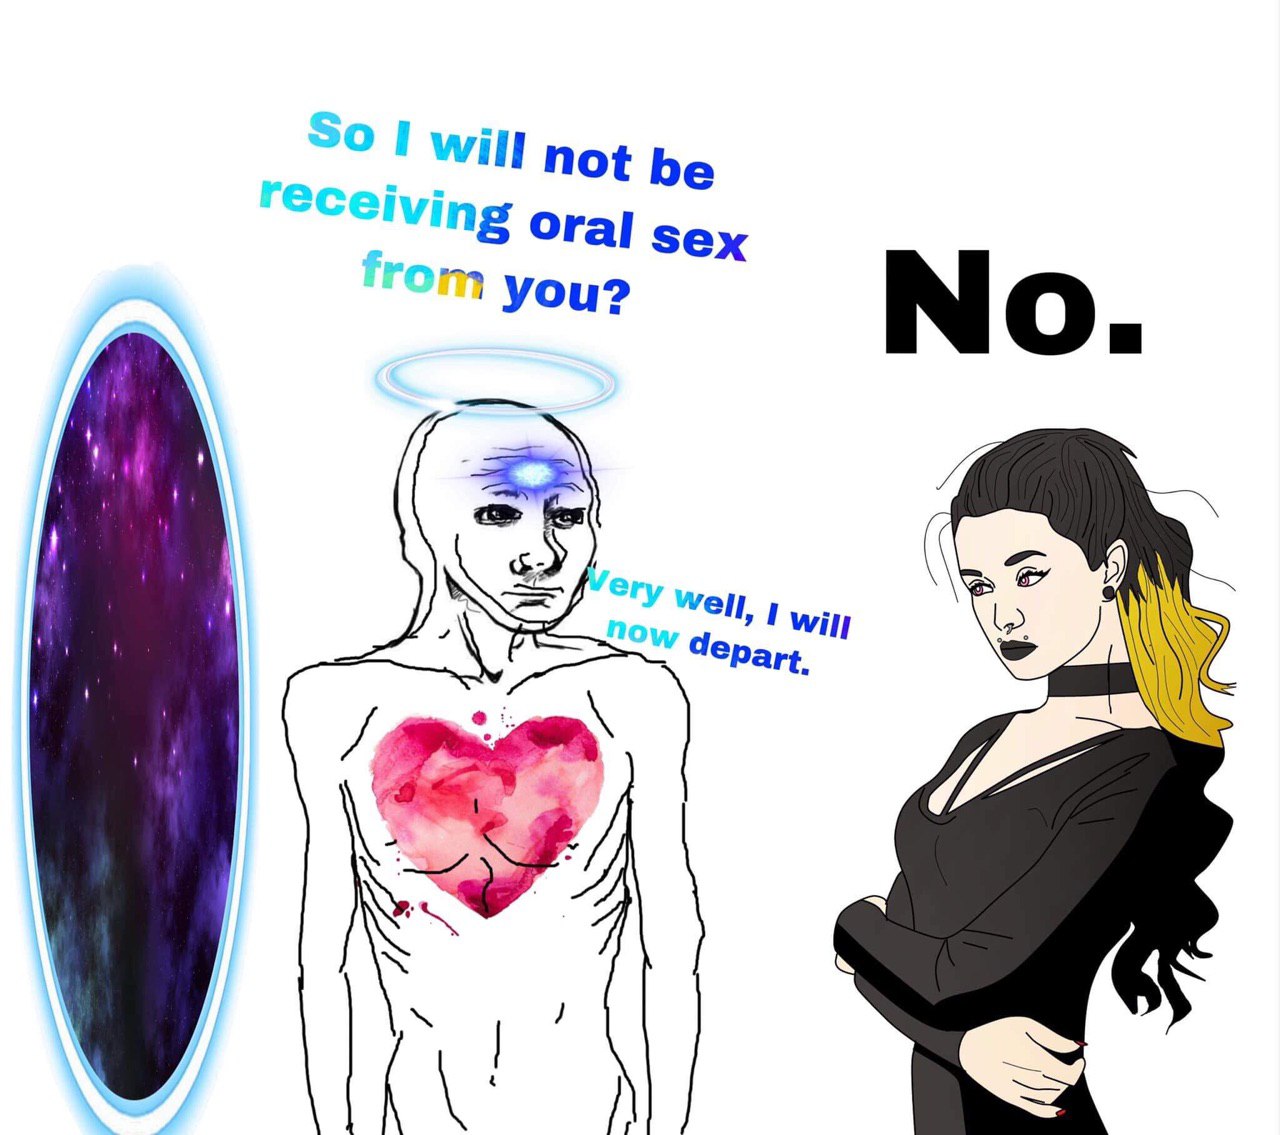 So I will not be
receiving oral sex
from you?
No.
Very well, I will
now depart.